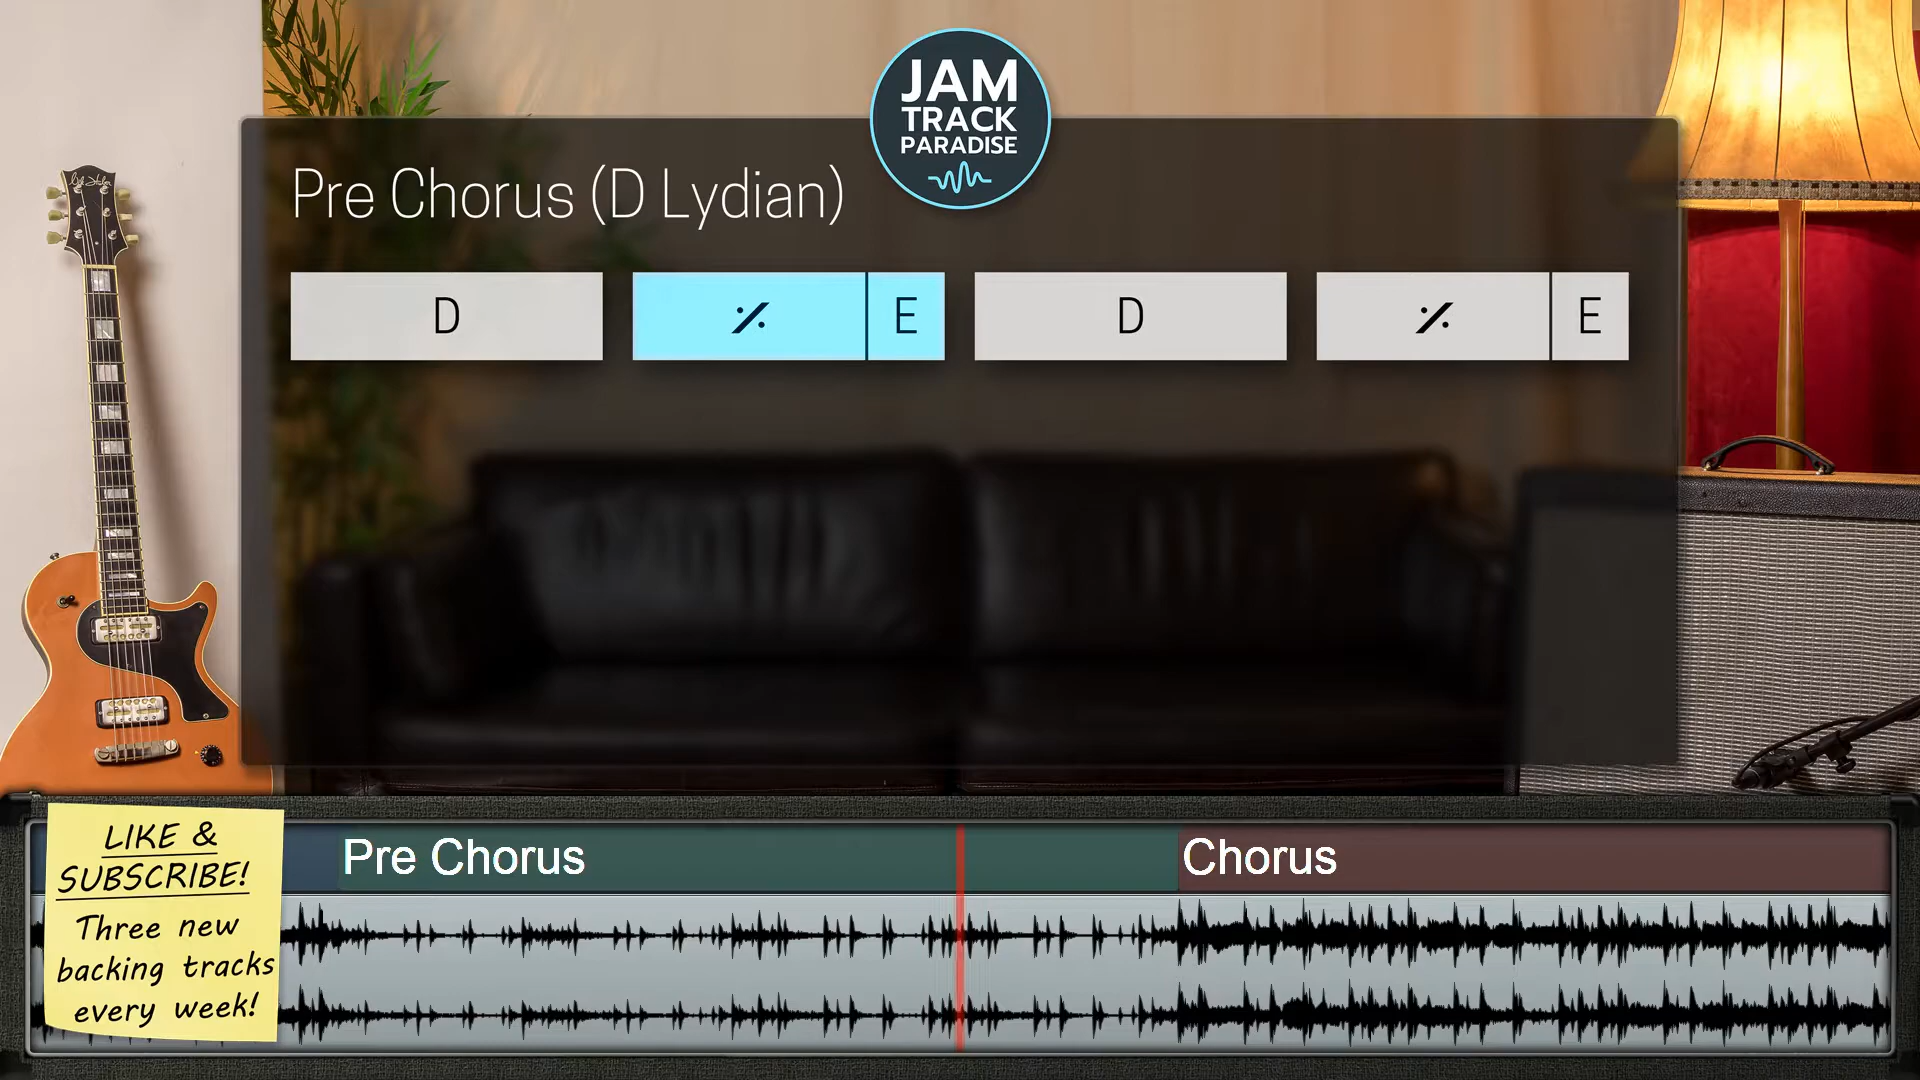 JAM
TRACK
PARADISE
Pre Chorus (D Lydian)
D
E
D
E
LIKE &
SUBSCRIBE!
Three new
backing tracks
every week!
Pre Chorus
Chorus